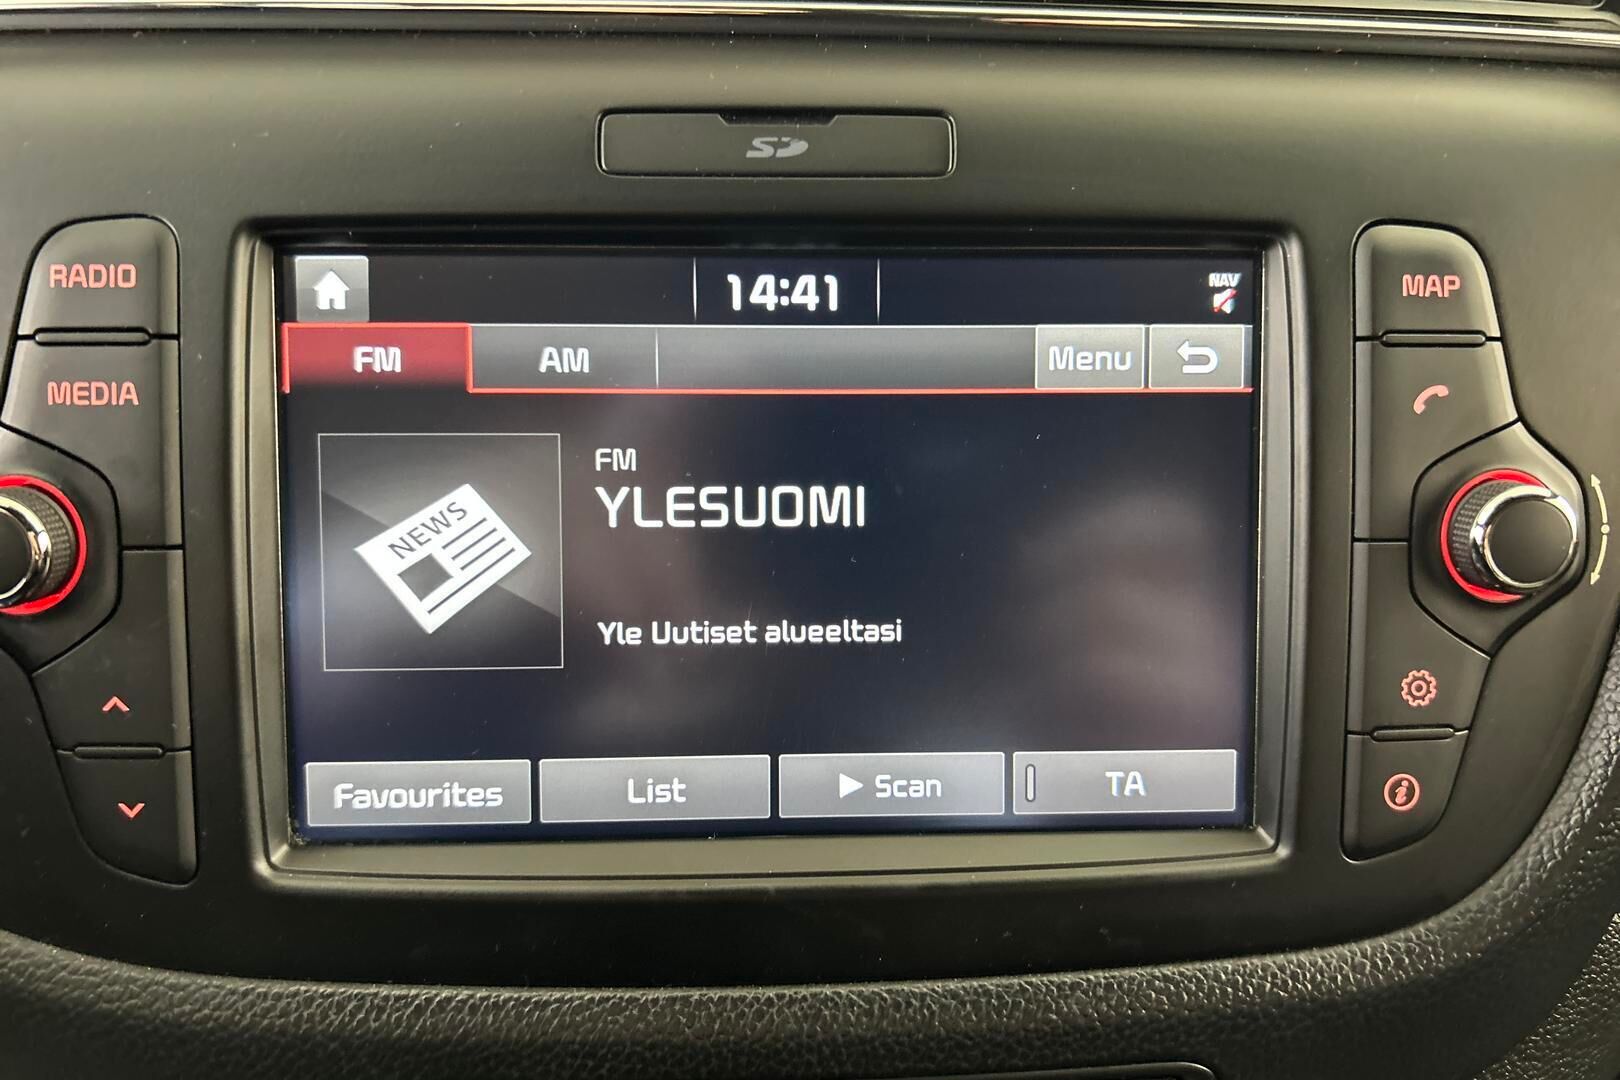 SD
RADIO
MEDIA
MAP
14:41
NAV
FM
AM
Menu
NEWS
FM
YLESUOMI
Yle Uutiset alueeltasi
Favourites
List
Scan
TA
i